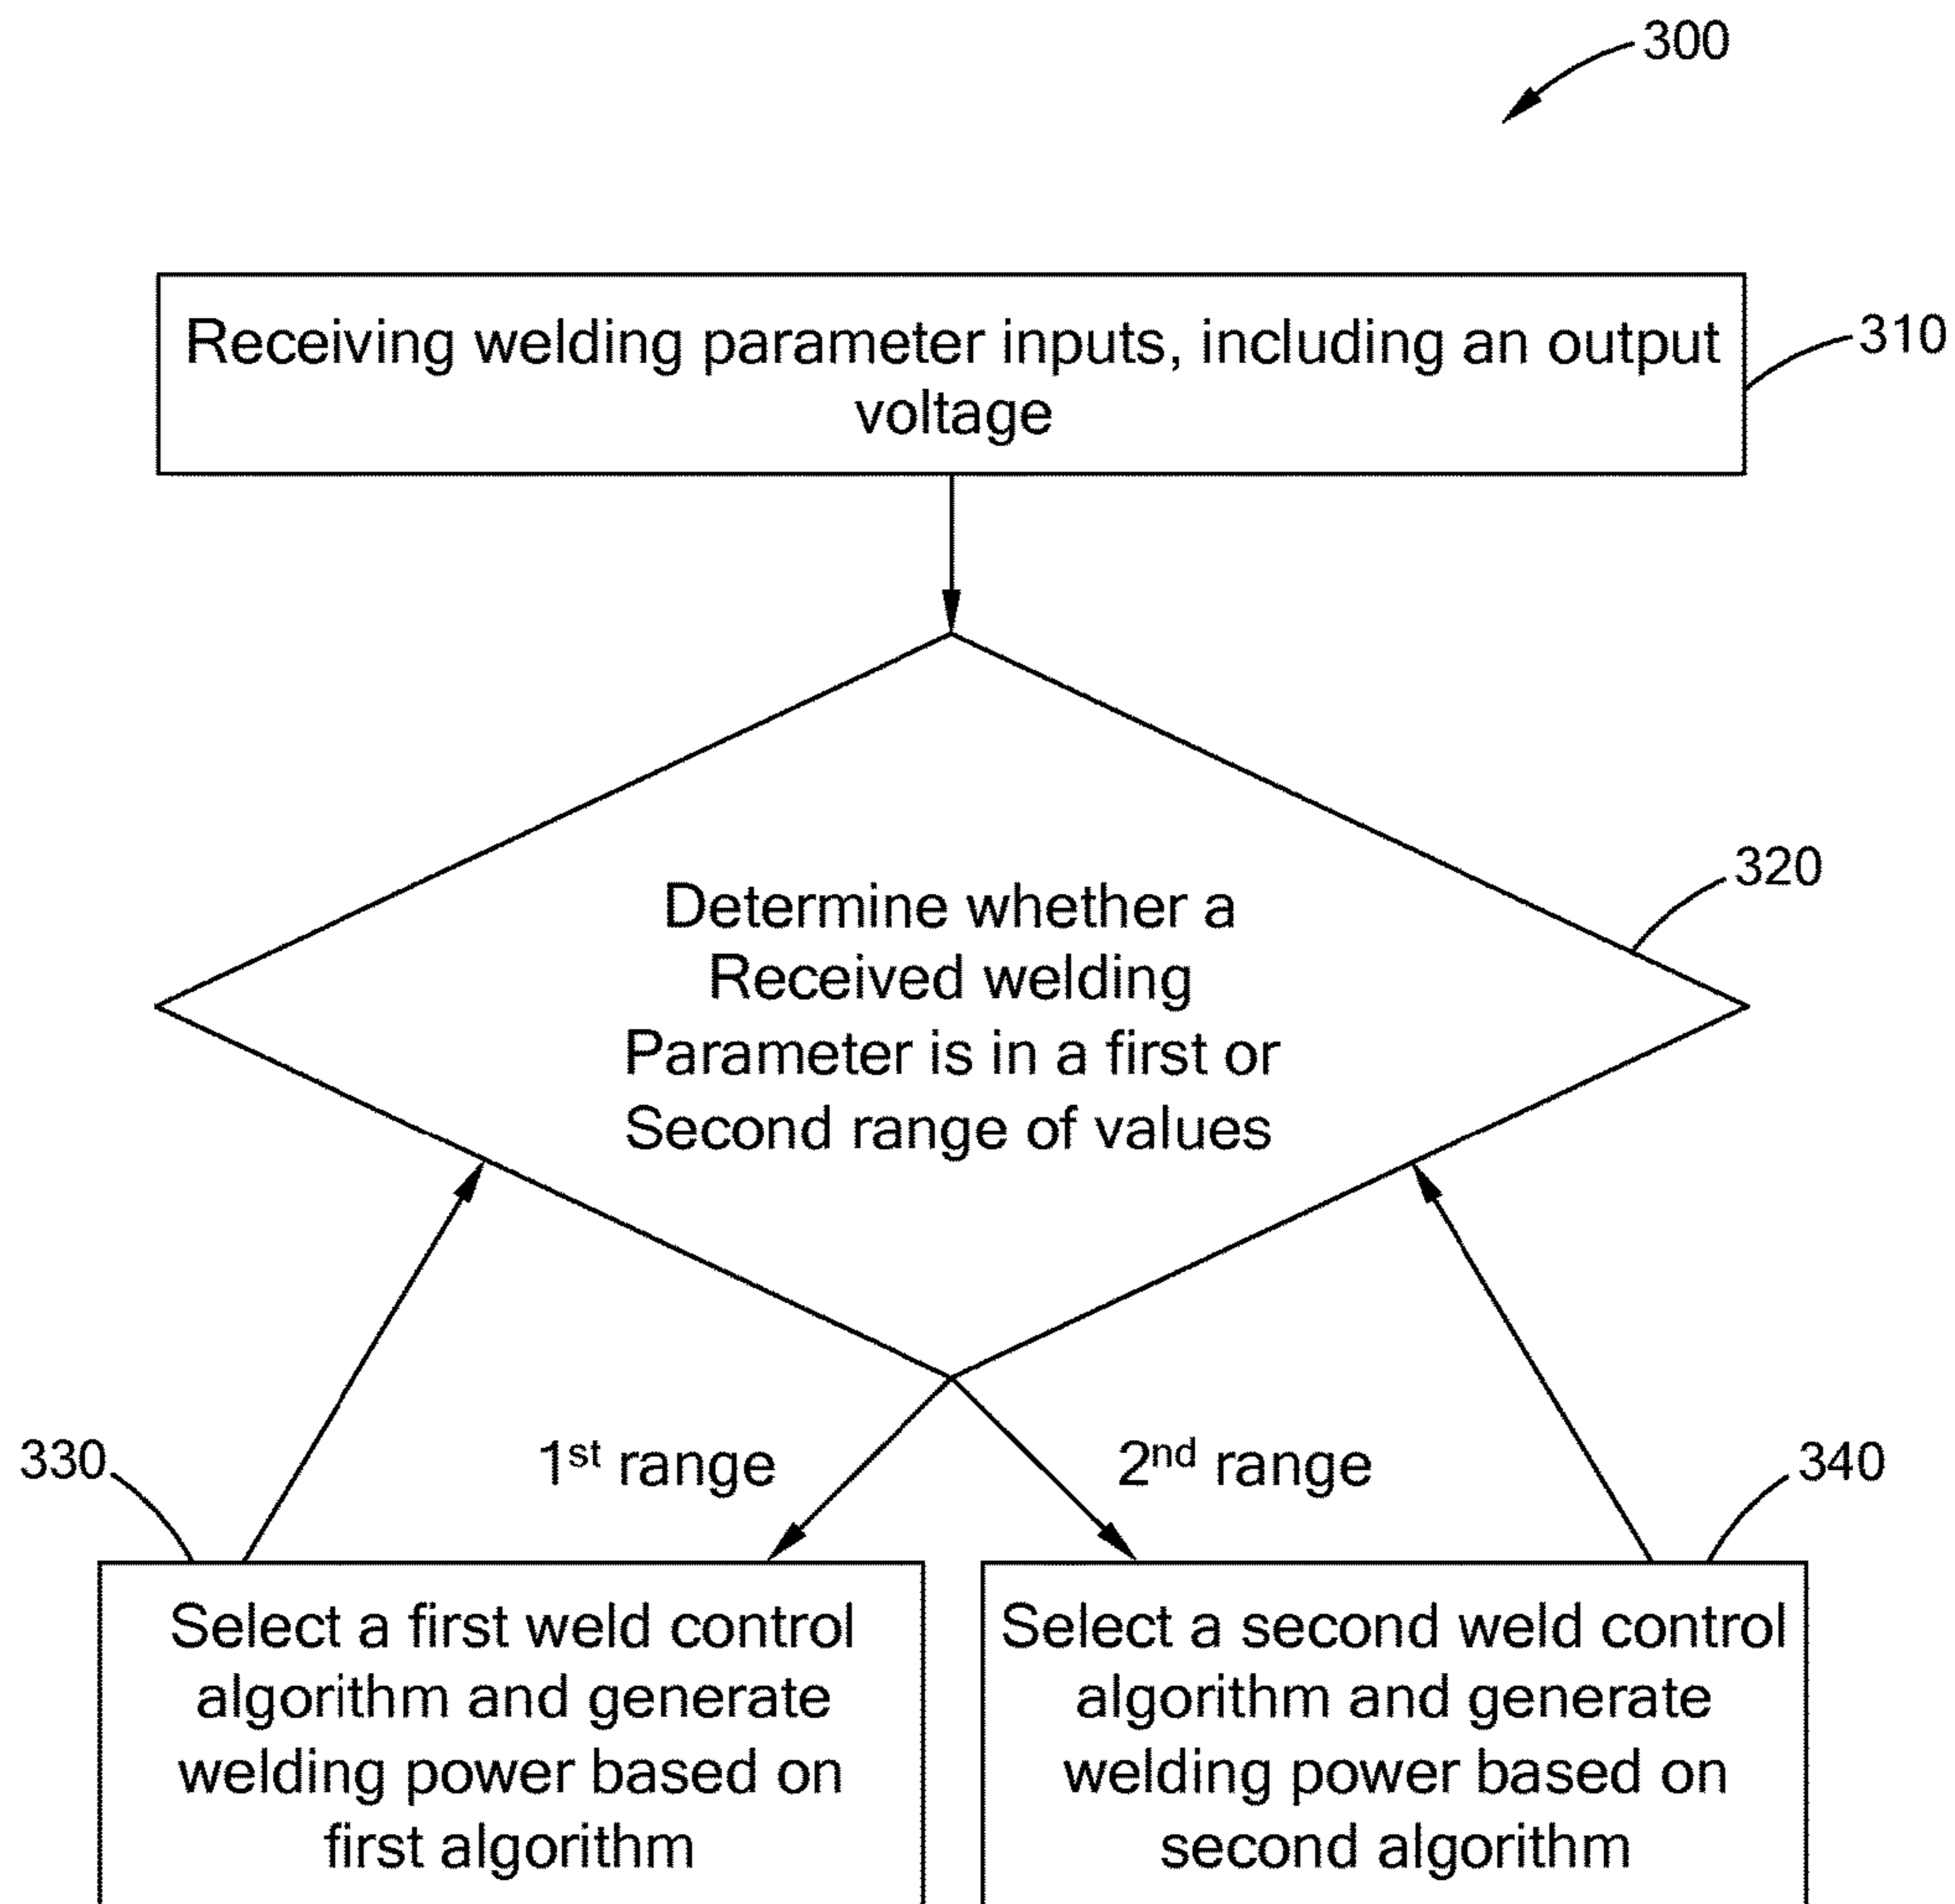 300
Receiving welding parameter inputs, including an output
voltage
310
320
Determine whether a
Received welding
Parameter is in a first or
Second range of values
330
1st range
2nd range
340
Select a first weld control
algorithm and generate
welding power based on
first algorithm
Select a second weld control
algorithm and generate
welding power based on
second algorithm